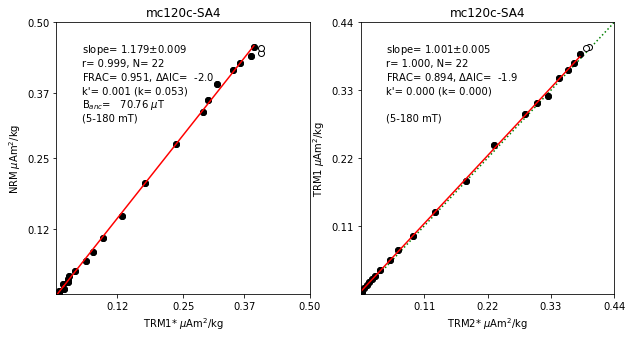 mc120c-SA4
slope= 1.179±0.009
r= 0.999, N= 22
FRAC= 0.951, ΔAIC= -2.0
k'= 0.001 (k= 0.053)
Banc= 70.76 μT
(5-180 mT)
0.50
0.37
0.25
0.12
NRM μAm²/kg
0.12 0.25 0.37 0.50
TRM1* μAm²/kg
mc120c-SA4
slope= 1.001±0.005
r= 1.000, N= 22
FRAC= 0.894, ΔAIC= -1.9
k'= 0.000 (k= 0.000)
(5-180 mT)
0.44
0.33
0.22
0.11
TRM1 μAm²/kg
0.11 0.22 0.33 0.44
TRM2* μAm²/kg